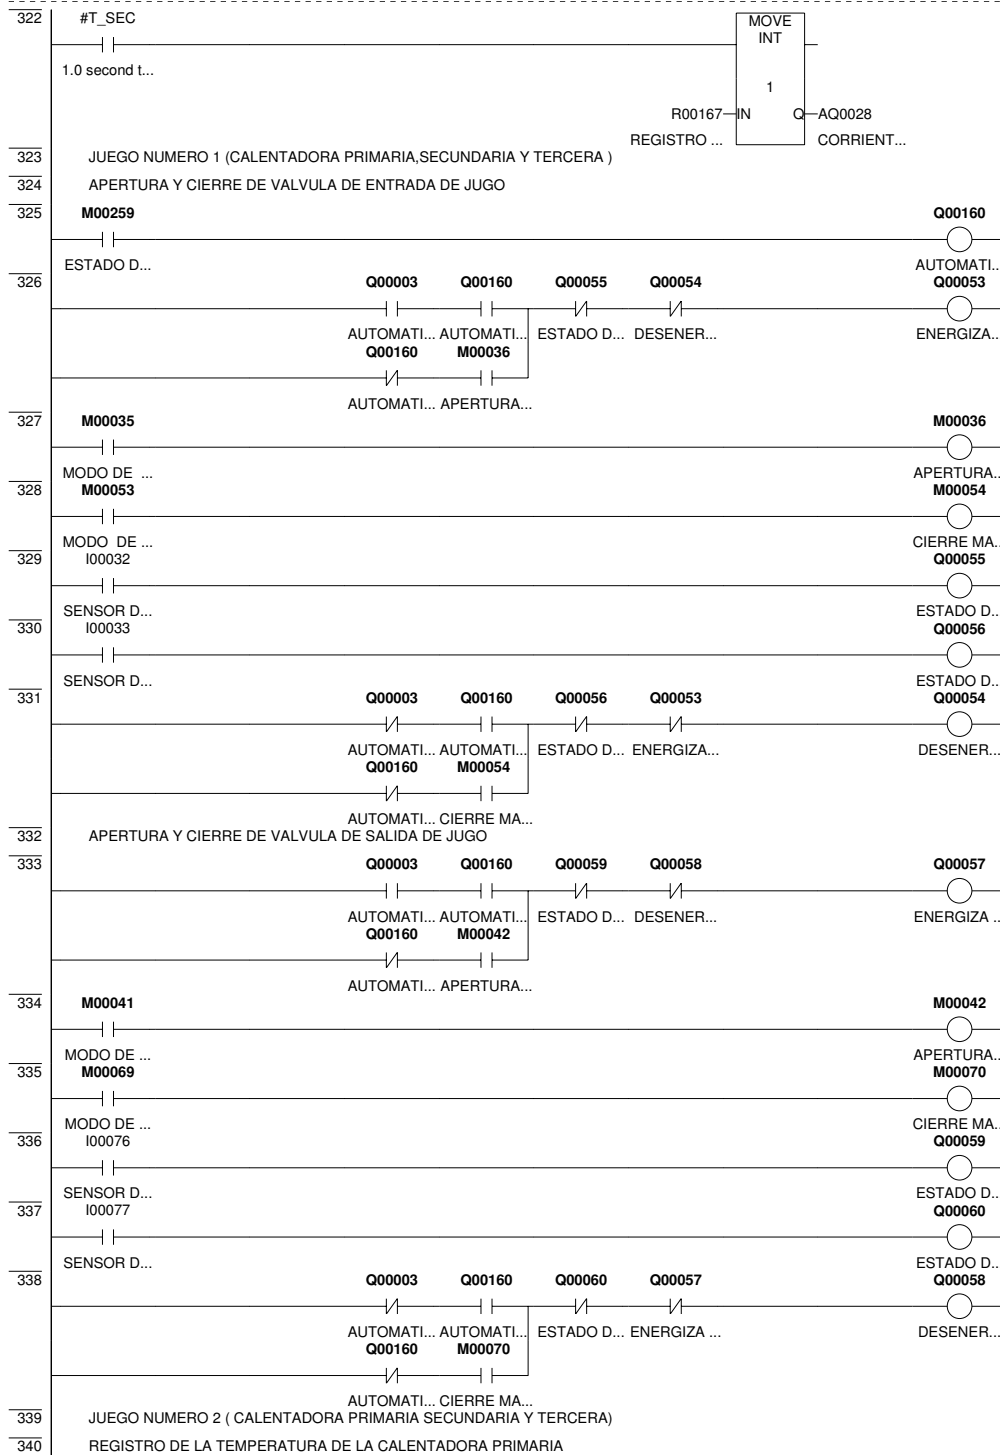 322 #T_SEC MOVE
INT
1.0 second t...
1
R00167 IN Q AQ0028
REGISTRO ... CORRIENT...
323 JUEGO NUMERO 1 (CALENTADORA PRIMARIA,SECUNDARIA Y TERCERA )
324 APERTURA Y CIERRE DE VALVULA DE ENTRADA DE JUGO
325 M00259 Q00160
ESTADO D... AUTOMATI...
326 Q00003 Q00160 Q00055 Q00054 Q00053
AUTOMATI... AUTOMATI... ESTADO D... DESENER... ENERGIZA...
Q00160 M00036
AUTOMATI... APERTURA...
327 M00035 M00036
MODO DE ... APERTURA...
328 M00053 M00054
MODO DE ... CIERRE MA...
329 I00032 Q00055
SENSOR D... ESTADO D...
330 I00033 Q00056
SENSOR D... ESTADO D...
331 Q00003 Q00160 Q00056 Q00053 Q00054
AUTOMATI... AUTOMATI... ESTADO D... ENERGIZA... DESENER...
Q00160 M00054
AUTOMATI... CIERRE MA...
332 APERTURA Y CIERRE DE VALVULA DE SALIDA DE JUGO
333 Q00003 Q00160 Q00059 Q00058 Q00057
AUTOMATI... AUTOMATI... ESTADO D... DESENER... ENERGIZA ...
Q00160 M00042
AUTOMATI... APERTURA...
334 M00041 M00042
MODO DE ... APERTURA...
335 M00069 M00070
MODO DE ... CIERRE MA...
336 I00076 Q00059
SENSOR D... ESTADO D...
337 I00077 Q00060
SENSOR D... ESTADO D...
338 Q00003 Q00160 Q00060 Q00057 Q00058
AUTOMATI... AUTOMATI... ESTADO D... ENERGIZA ... DESENER...
Q00160 M00070
AUTOMATI... CIERRE MA...
339 JUEGO NUMERO 2 ( CALENTADORA PRIMARIA SECUNDARIA Y TERCERA)
340 REGISTRO DE LA TEMPERATURA DE LA CALENTADORA PRIMARIA